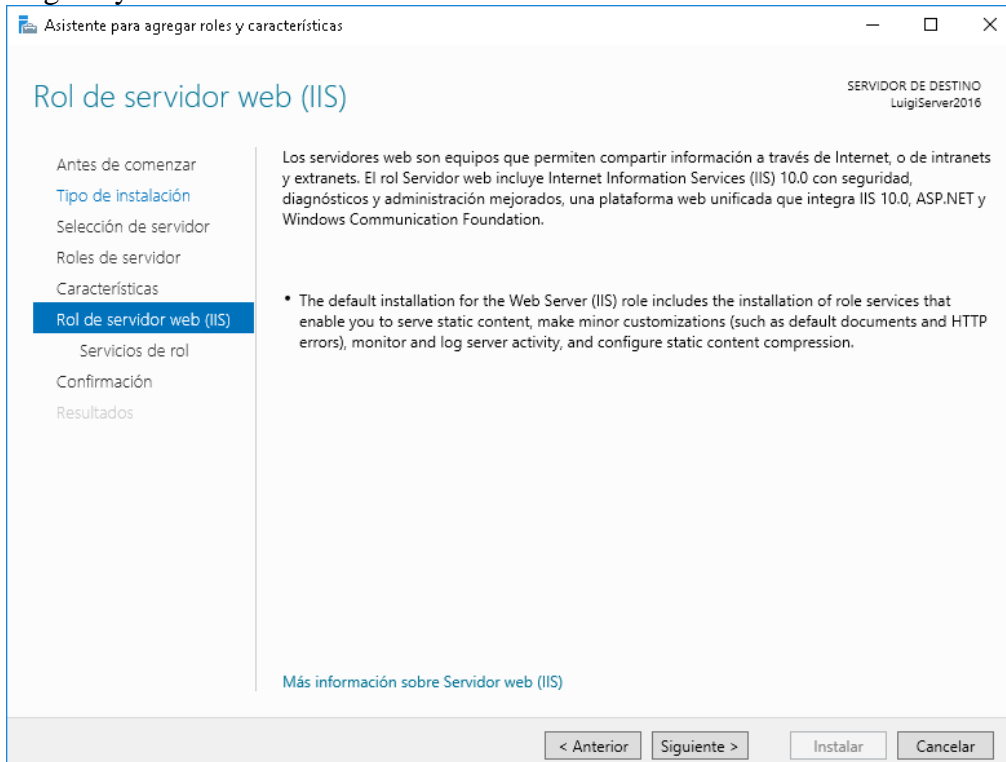 Asistente para agregar roles y características
Rol de servidor web (IIS)
SERVIDOR DE DESTINO
LuigiServer2016
Antes de comenzar
Tipo de instalación
Selección de servidor
Roles de servidor
Características
Rol de servidor web (IIS)
Servicios de rol
Confirmación
Resultados
Los servidores web son equipos que permiten compartir información a través de Internet, o de intranets
y extranets. El rol Servidor web incluye Internet Information Services (IIS) 10.0 con seguridad,
diagnósticos y administración mejorados, una plataforma web unificada que integra IIS 10.0, ASP.NET y
Windows Communication Foundation.
• The default installation for the Web Server (IIS) role includes the installation of role services that
enable you to serve static content, make minor customizations (such as default documents and HTTP
errors), monitor and log server activity, and configure static content compression.
Más información sobre Servidor web (IIS)
< Anterior
Siguiente >
Instalar
Cancelar